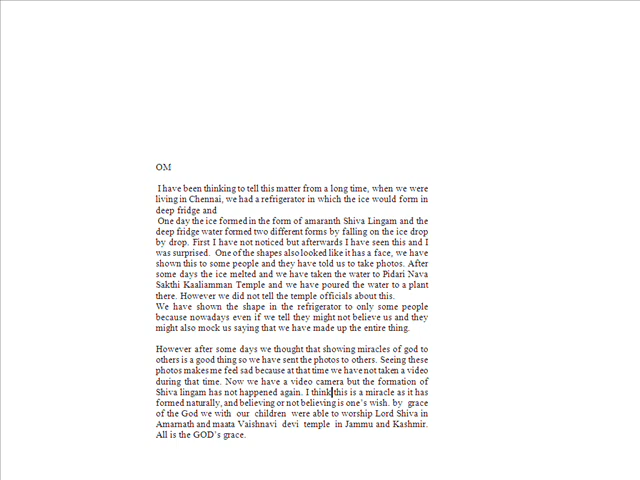 OM
I have been thinking to tell this matter from a long time, when we were
living in Chennai, we had a refrigerator in which the ice would form in
deep fridge and
One day the ice formed in the form of amaranth Shiva Lingam and the
deep fridge water formed two different forms by falling on the ice drop
by drop. First I have not noticed but afterwards I have seen this and I
was surprised. One of the shapes also looked like it has a face, we have
shown this to some people and they have told us to take photos. After
some days the ice melted and we have taken the water to Pidari Nava
Sakthi Kaaliamman Temple and we have poured the water to a plant
there. However we did not tell the temple officials about this.
We have shown the shape in the refrigerator to only some people
because nowadays even if we tell they might not believe us and they
might also mock us saying that we have made up the entire thing.
However after some days we thought that showing miracles of god to
others is a good thing so we have sent the photos to others. Seeing these
photos makes me feel sad because at that time we have not taken a video
during that time. Now we have a video camera but the formation of
Shiva lingam has not happened again. I think this is a miracle as it has
formed naturally, and believing or not believing is one's wish. by grace
of the God we with our children were able to worship Lord Shiva in
Amarnath and maata Vaishnavi devi temple in Jammu and Kashmir.
All is the GOD's grace.